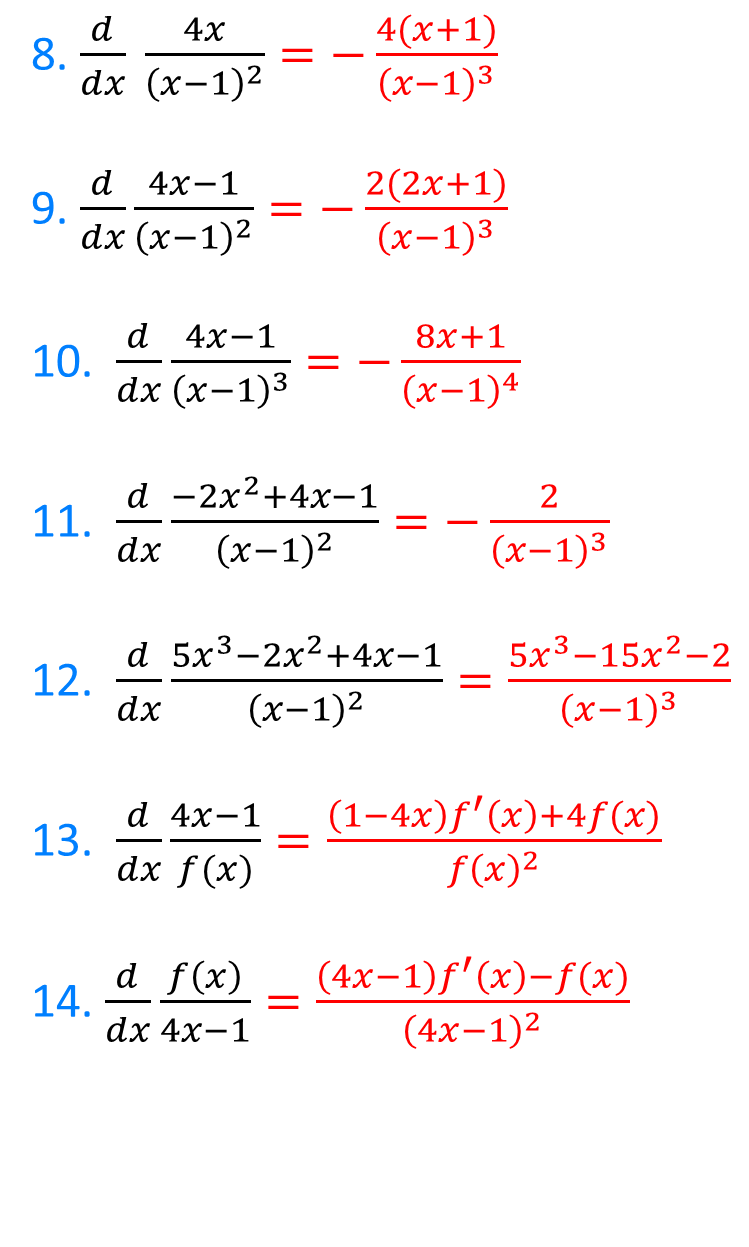 8. d/dx 4x/(x−1)² = − 4(x+1)/(x−1)³
9. d/dx 4x−1/(x−1)² = − 2(2x+1)/(x−1)³
10. d/dx 4x−1/(x−1)³ = − 8x+1/(x−1)⁴
11. d/dx −2x²+4x−1/(x−1)² = − 2/(x−1)³
12. d/dx 5x³−2x²+4x−1/(x−1)² = 5x³−15x²−2/(x−1)³
13. d/dx 4x−1/f(x) = (1−4x)f′(x)+4f(x)/f(x)²
14. d/dx f(x)/4x−1 = (4x−1)f′(x)−f(x)/(4x−1)²